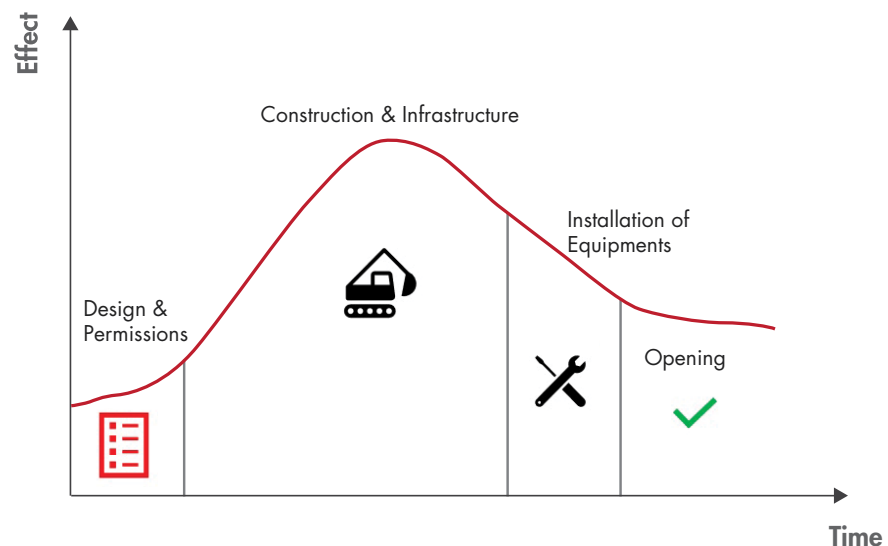 Effect
Construction & Infrastructure
Installation of
Equipments
Design &
Permissions
Opening
Time